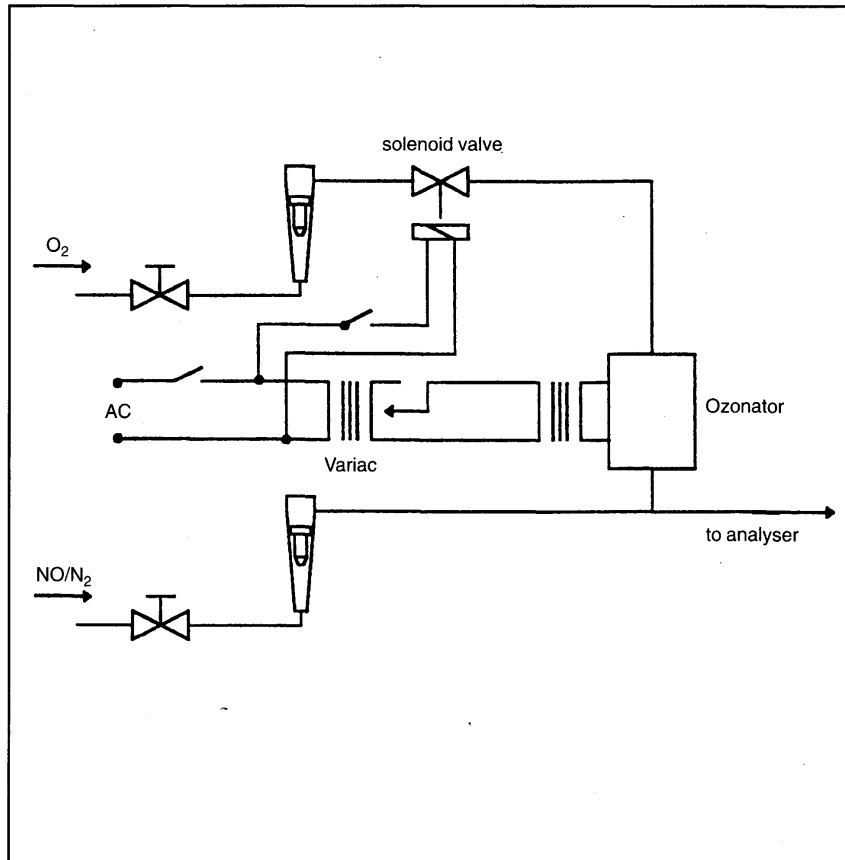 solenoid valve
O₂
AC
Ozonator
Variac
to analyser
NO/N₂